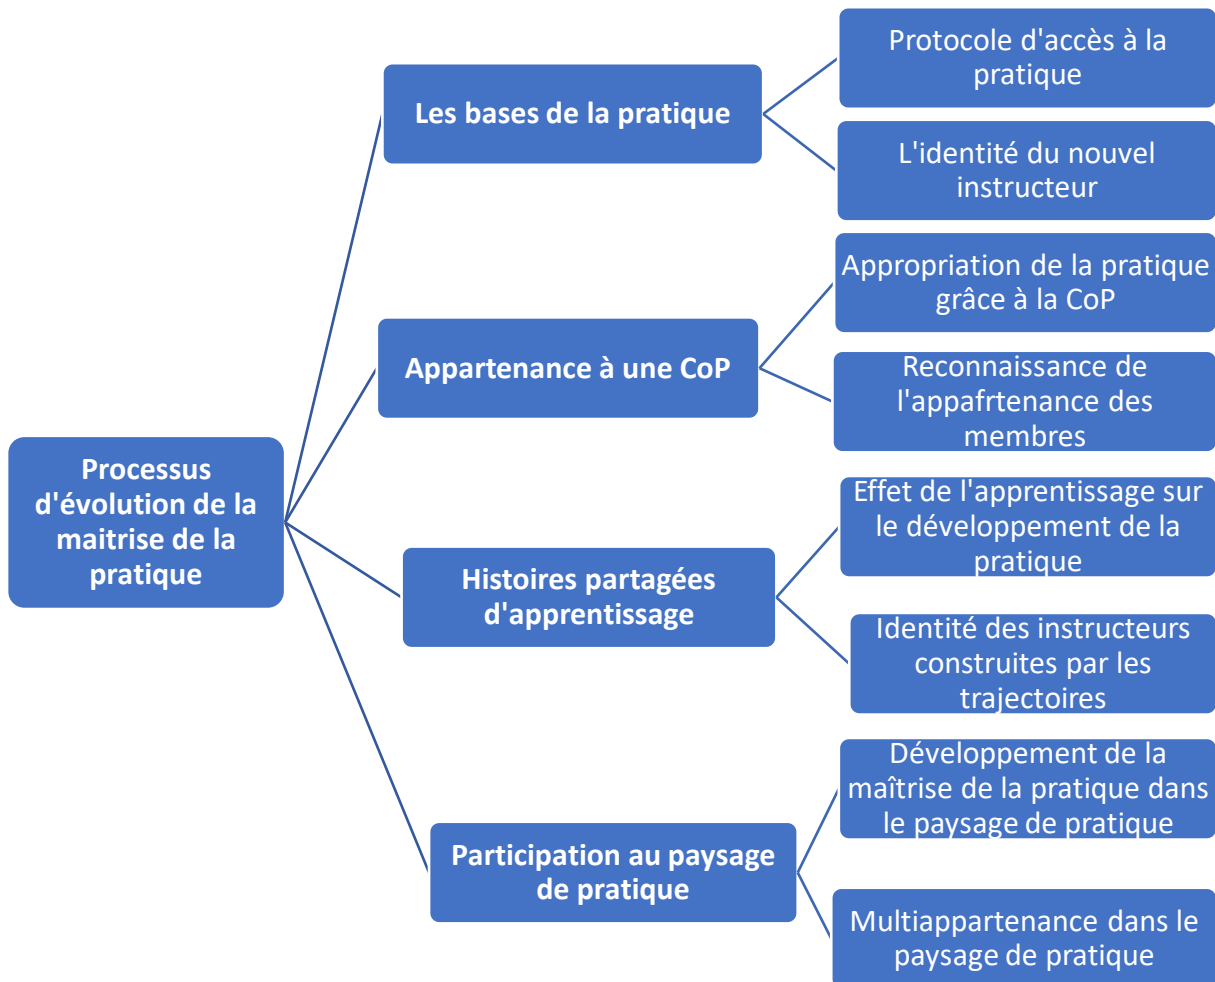 Processus
d'évolution de la
maitrise de la
pratique
Les bases de la pratique
Protocole d'accès à la
pratique
L'identité du nouvel
instructeur
Appartenance à une CoP
Appropriation de la pratique
grâce à la CoP
Reconnaissance de
l'appafrtenance des
membres
Histoires partagées
d'apprentissage
Effet de l'apprentissage sur
le développement de la
pratique
Identité des instructeurs
construites par les
trajectoires
Participation au paysage
de pratique
Développement de la
maîtrise de la pratique dans
le paysage de pratique
Multiappartenance dans le
paysage de pratique